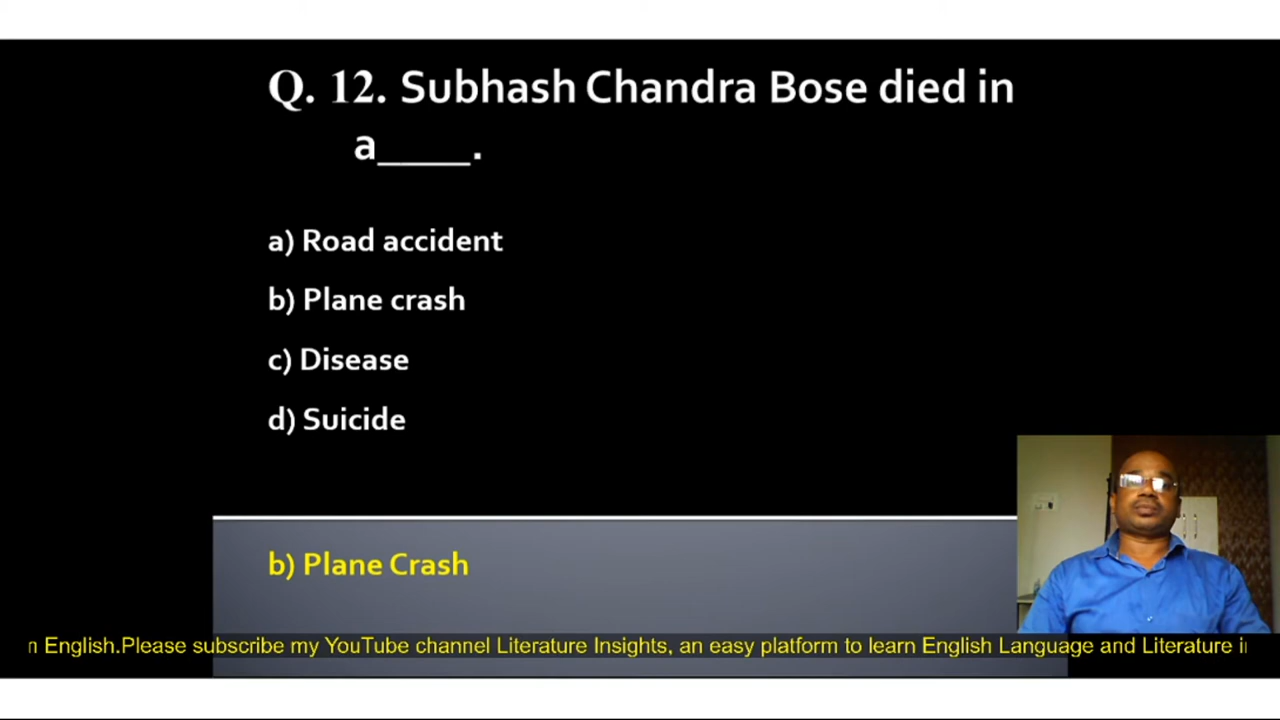 Q. 12. Subhash Chandra Bose died in
a____.
a) Road accident
b) Plane crash
c) Disease
d) Suicide
b) Plane Crash
n English.Please subscribe my YouTube channel Literature Insights, an easy platform to learn English Language and Literature i